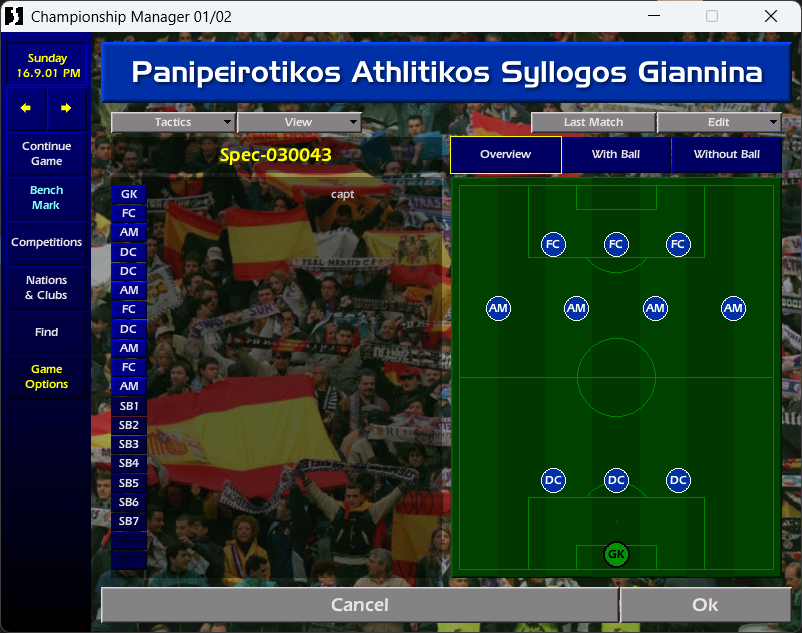 Championship Manager 01/02
Sunday
16.9.01 PM
Continue
Game
Bench
Mark
Competitions
Nations
& Clubs
Find
Game
Options
Panipeirotikos Athlitikos Syllogos Giannina
Tactics View Last Match Edit
Spec-030043
Overview With Ball Without Ball
GK capt
FC
AM
DC
DC
AM
FC
DC
AM
FC
AM
SB1
SB2
SB3
SB4
SB5
SB6
SB7
FC FC FC
AM AM AM AM
DC DC DC
GK
REAL MADRID C.F.
Cancel Ok